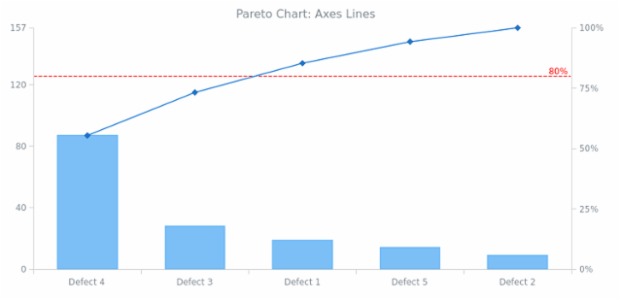 Pareto Chart: Axes Lines
157
120
80
40
0
100%
75%
50%
25%
0%
80%
Defect 4
Defect 3
Defect 1
Defect 5
Defect 2